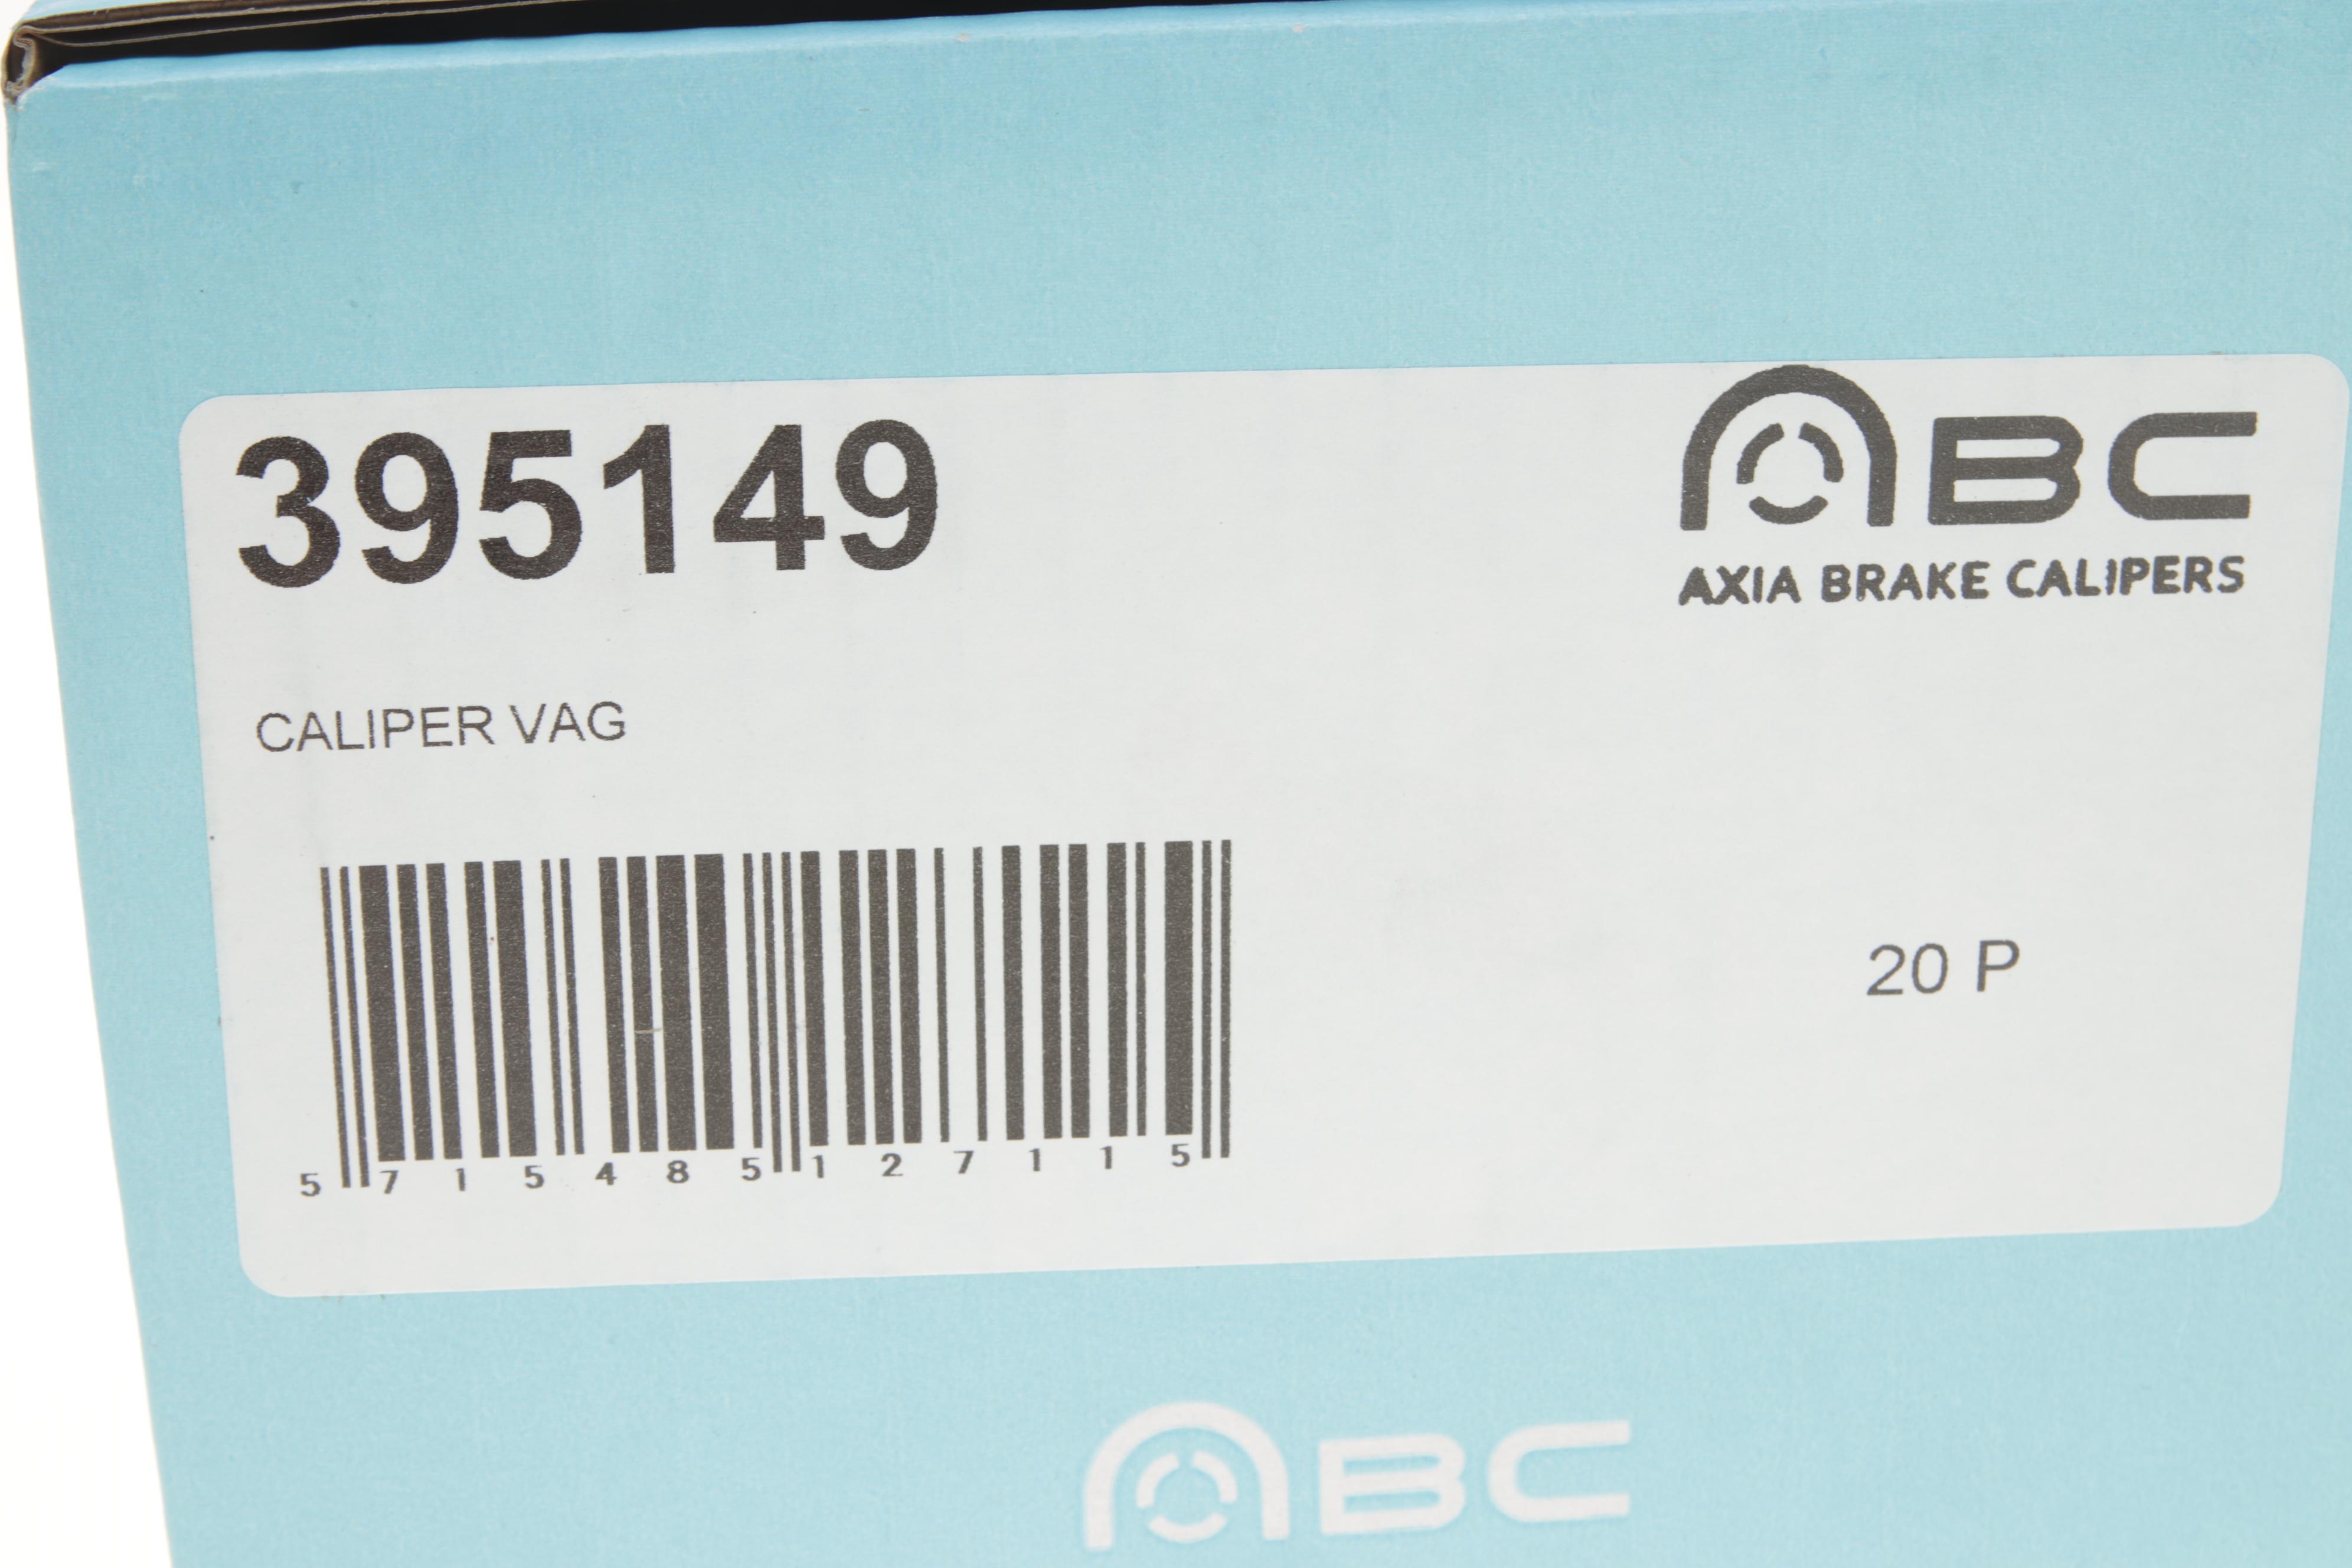 395149
ABC
AXIA BRAKE CALIPERS
CALIPER VAG
20 P
5 715485 127115
ABC